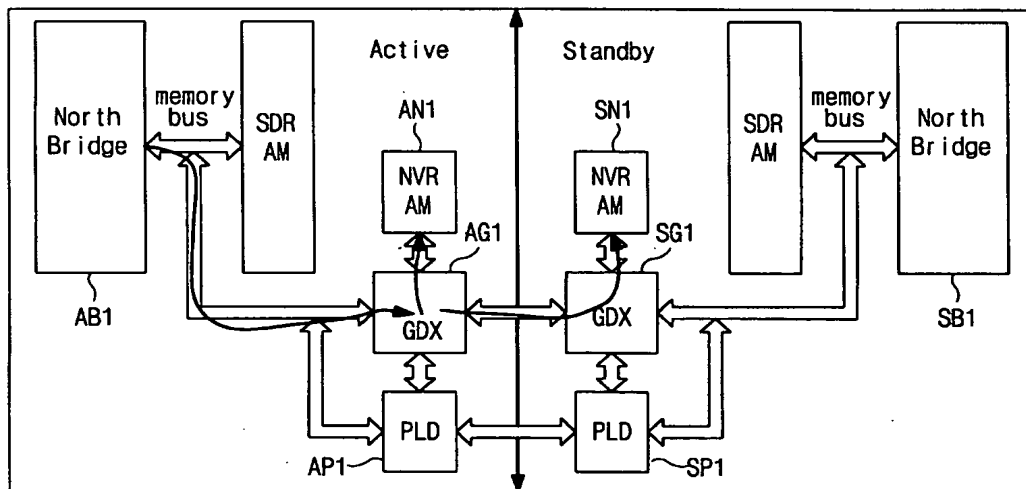 Active
Standby
North
Bridge
memory
bus
SDR
AM
AN1
NVR
AM
SN1
NVR
AM
SDR
AM
memory
bus
North
Bridge
AB1
AG1
GDX
SG1
GDX
SB1
PLD
AP1
PLD
SP1